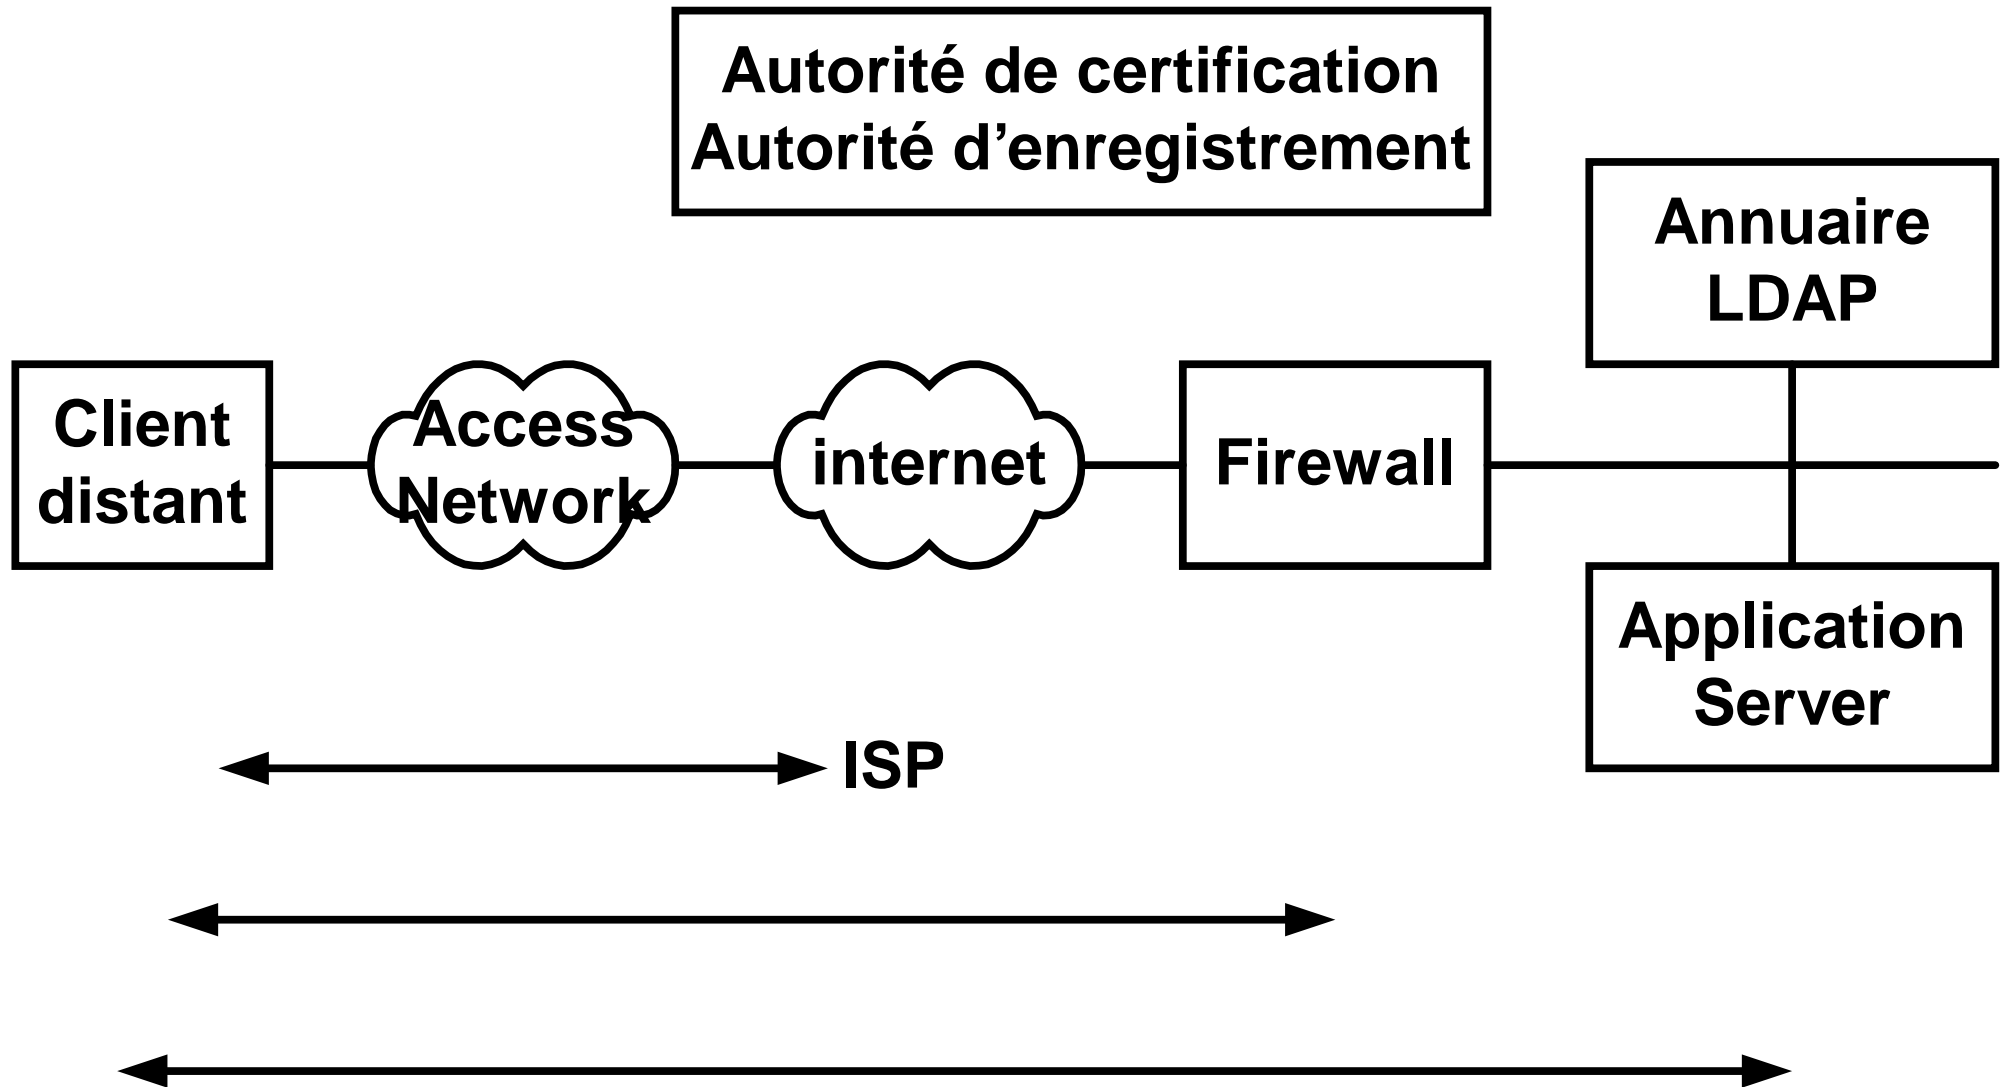 Autorité de certification
Autorité d’enregistrement
Annuaire
LDAP
Client
distant
Access
Network
internet
Firewall
Application
Server
ISP